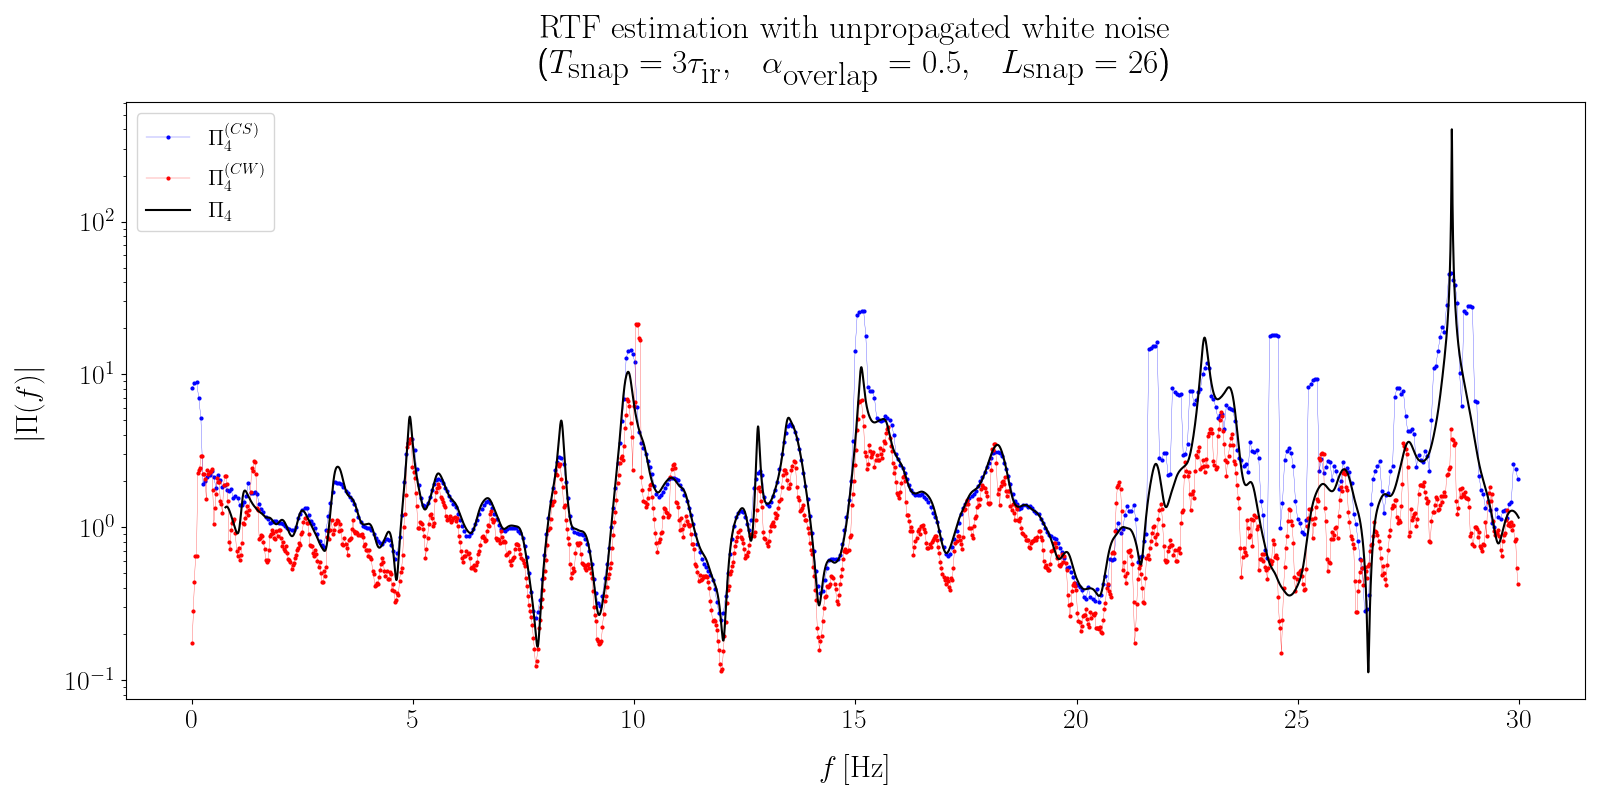 RTF estimation with unpropagated white noise
(T_snap = 3τ_ir, α_overlap = 0.5, L_snap = 26)
Π_4^(CS)
Π_4^(CW)
Π_4
|Π(f)|
10^2
10^1
10^0
10^−1
0 5 10 15 20 25 30
f [Hz]